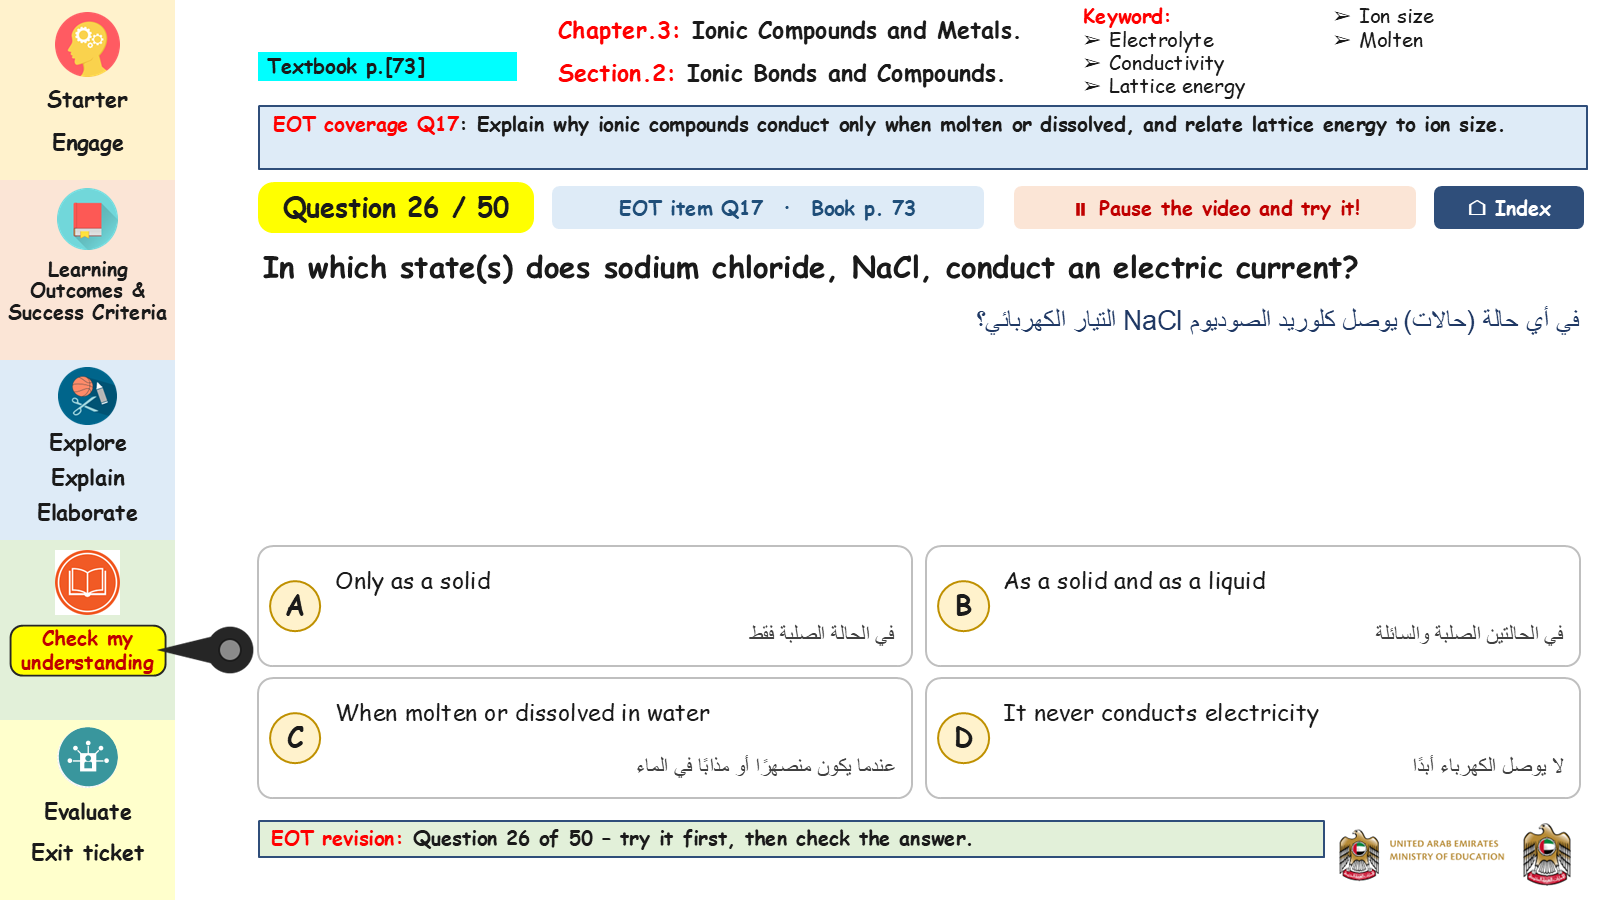 Starter
Engage
Learning
Outcomes &
Success Criteria
Explore
Explain
Elaborate
Check my
understanding
Evaluate
Exit ticket
Textbook p.[73]
Chapter.3: Ionic Compounds and Metals.
Section.2: Ionic Bonds and Compounds.
Keyword:
➢ Electrolyte
➢ Conductivity
➢ Lattice energy
➢ Ion size
➢ Molten
EOT coverage Q17: Explain why ionic compounds conduct only when molten or dissolved, and relate lattice energy to ion size.
Question 26 / 50
EOT item Q17 · Book p. 73
⏸ Pause the video and try it!
Index
In which state(s) does sodium chloride, NaCl, conduct an electric current?
في أي حالة (حالات) يوصل كلوريد الصوديوم NaCl التيار الكهربائي؟
A
Only as a solid
في الحالة الصلبة فقط
B
As a solid and as a liquid
في الحالتين الصلبة والسائلة
C
When molten or dissolved in water
عندما يكون منصهرًا أو مذابًا في الماء
D
It never conducts electricity
لا يوصل الكهرباء أبدًا
EOT revision: Question 26 of 50 – try it first, then check the answer.
UNITED ARAB EMIRATES
MINISTRY OF EDUCATION